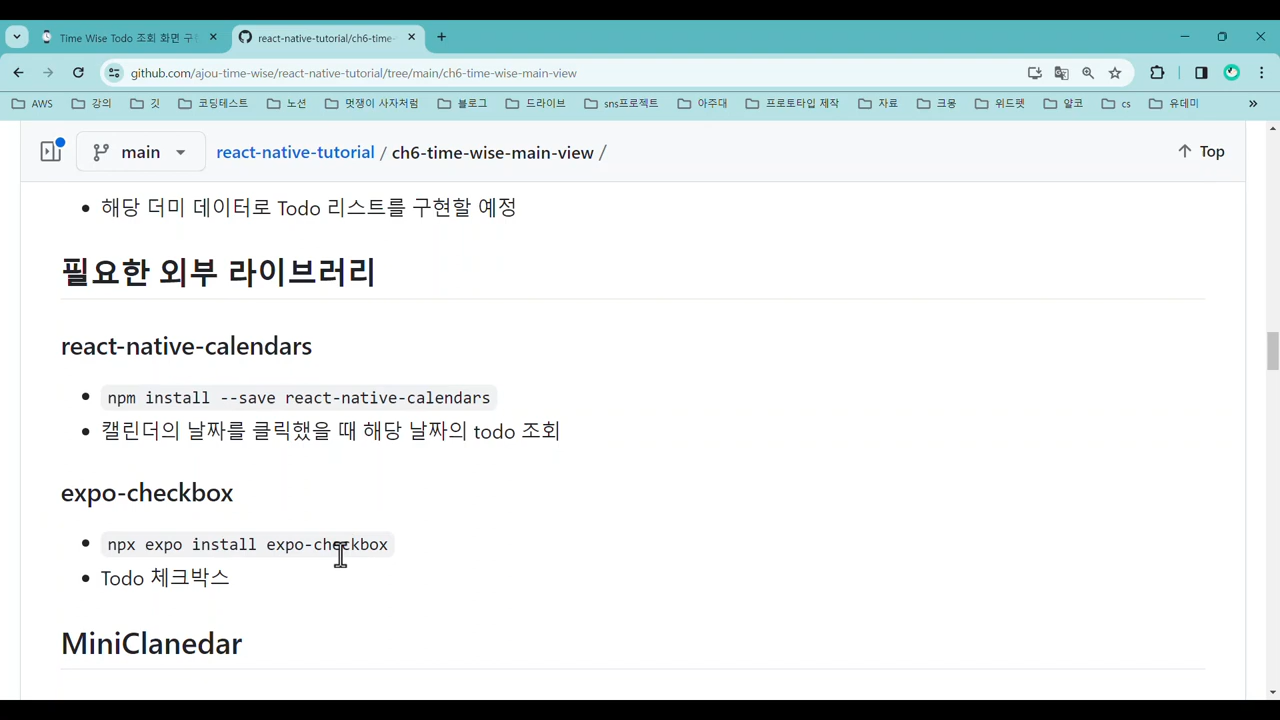 Time Wise Todo 조회 화면 구
react-native-tutorial/ch6-time-
github.com/ajou-time-wise/react-native-tutorial/tree/main/ch6-time-wise-main-view
AWS 강의 깃 코딩테스트 노션 멋쟁이 사자처럼 블로그 드라이브 sns프로젝트 아주대 프로토타입 제작 자료 크몽 위드펫 얄코 cs 유데미
main react-native-tutorial / ch6-time-wise-main-view / Top
해당 더미 데이터로 Todo 리스트를 구현할 예정
필요한 외부 라이브러리
react-native-calendars
npm install --save react-native-calendars
캘린더의 날짜를 클릭했을 때 해당 날짜의 todo 조회
expo-checkbox
npx expo install expo-checkbox
Todo 체크박스
MiniClanedar